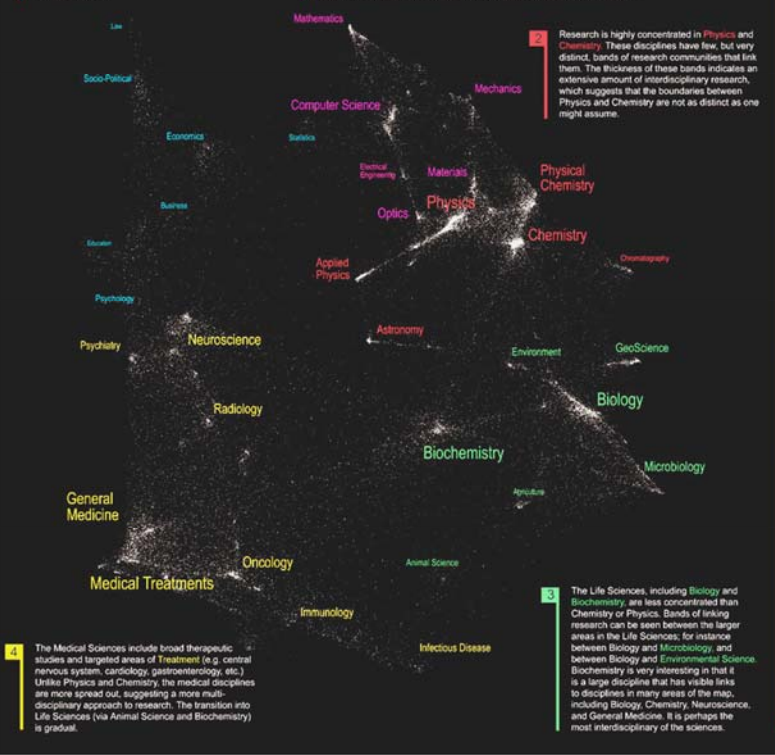 Mathematics
Law
2
Research is highly concentrated in Physics and
Chemistry. These disciplines have few, but very
distinct, bands of research communities that link
them. The thickness of these bands indicates an
extensive amount of interdisciplinary research,
which suggests that the boundaries between
Physics and Chemistry are not as distinct as one
might assume.
Socio-Political
Mechanics
Computer Science
Economics
Statistics
Electrical
Engineering
Materials
Physical
Chemistry
Physics
Business
Optics
Chemistry
Education
Applied
Physics
Chromatography
Psychology
Astronomy
Neuroscience
Psychiatry
Environment
GeoScience
Biology
Radiology
Biochemistry
Microbiology
General
Medicine
Agriculture
Oncology
Animal Science
Medical Treatments
Immunology
Infectious Disease
3
The Life Sciences, including Biology and
Biochemistry, are less concentrated than
Chemistry or Physics. Bands of linking
research can be seen between the larger
areas in the Life Sciences; for instance
between Biology and Microbiology, and
between Biology and Environmental Science.
Biochemistry is very interesting in that it
is a large discipline that has visible links
to disciplines in many areas of the map,
including Biology, Chemistry, Neuroscience,
and General Medicine. It is perhaps the
most interdisciplinary of the sciences.
4
The Medical Sciences include broad therapeutic
studies and targeted areas of Treatment (e.g. central
nervous system, cardiology, gastroenterology, etc.)
Unlike Physics and Chemistry, the medical disciplines
are more spread out, suggesting a more multi-
disciplinary approach to research. The transition into
Life Sciences (via Animal Science and Biochemistry)
is gradual.